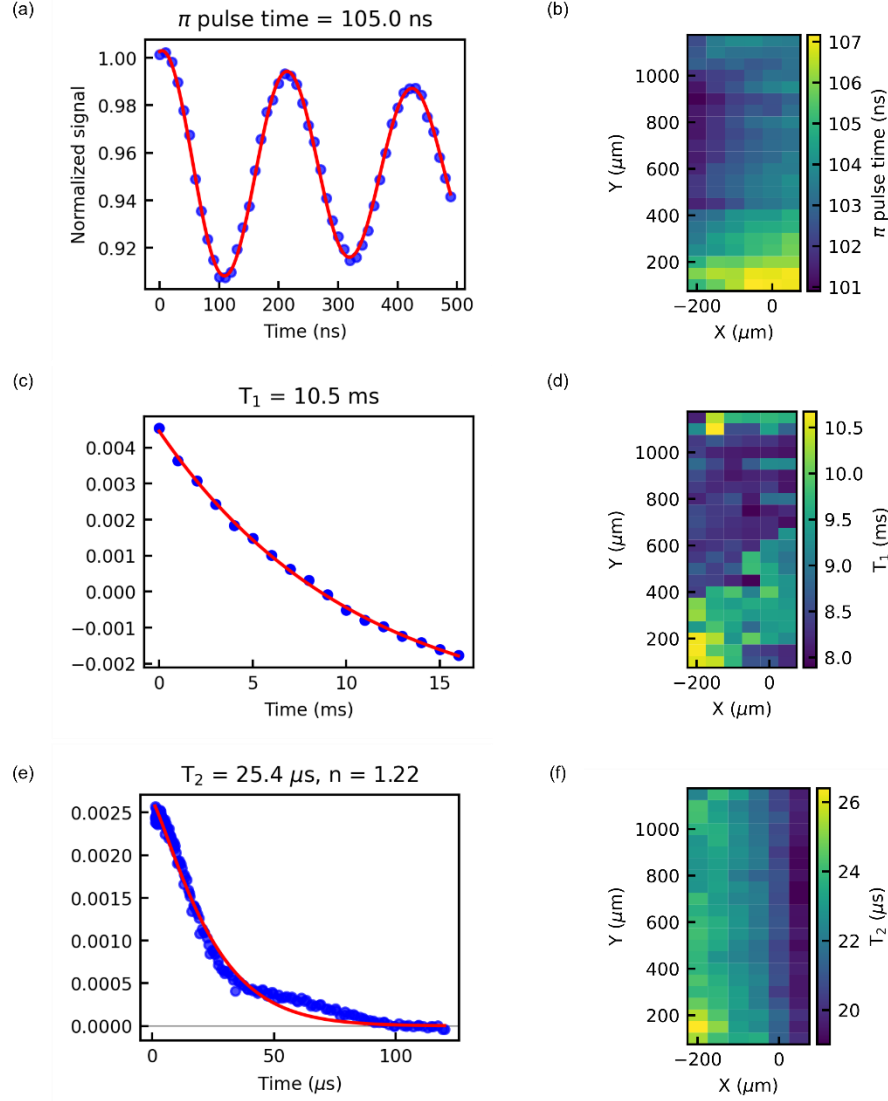 (a)
π pulse time = 105.0 ns
Normalized signal
1.00
0.98
0.96
0.94
0.92
0 100 200 300 400 500
Time (ns)
(b)
Y (μm)
1000
800
600
400
200
−200 0
X (μm)
107
106
105
104
103
102
101
π pulse time (ns)
(c)
T₁ = 10.5 ms
0.004
0.003
0.002
0.001
0.000
−0.001
−0.002
0 5 10 15
Time (ms)
(d)
Y (μm)
1000
800
600
400
200
−200 0
X (μm)
10.5
10.0
9.5
9.0
8.5
8.0
T₁ (ms)
(e)
T₂ = 25.4 μs, n = 1.22
0.0025
0.0020
0.0015
0.0010
0.0005
0.0000
0 50 100
Time (μs)
(f)
Y (μm)
1000
800
600
400
200
−200 0
X (μm)
26
24
22
20
T₂ (μs)